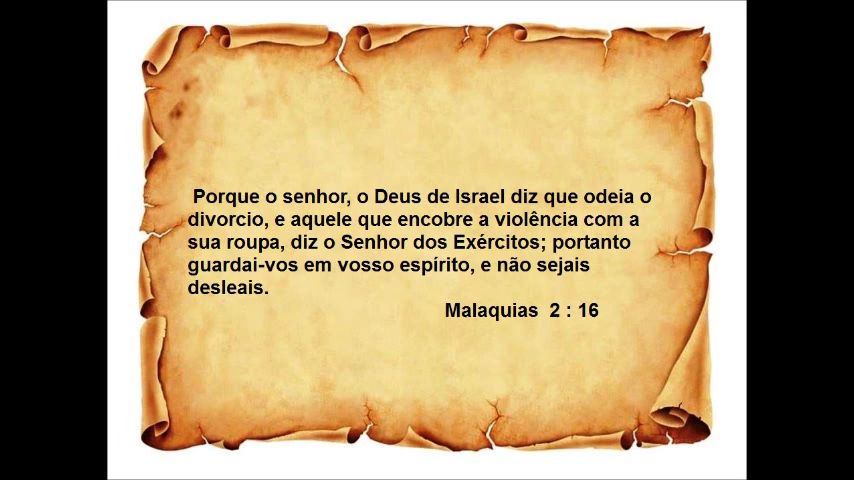 Porque o senhor, o Deus de Israel diz que odeia o
divorcio, e aquele que encobre a violência com a
sua roupa, diz o Senhor dos Exércitos; portanto
guardai-vos em vosso espírito, e não sejais
desleais.
Malaquias 2 : 16